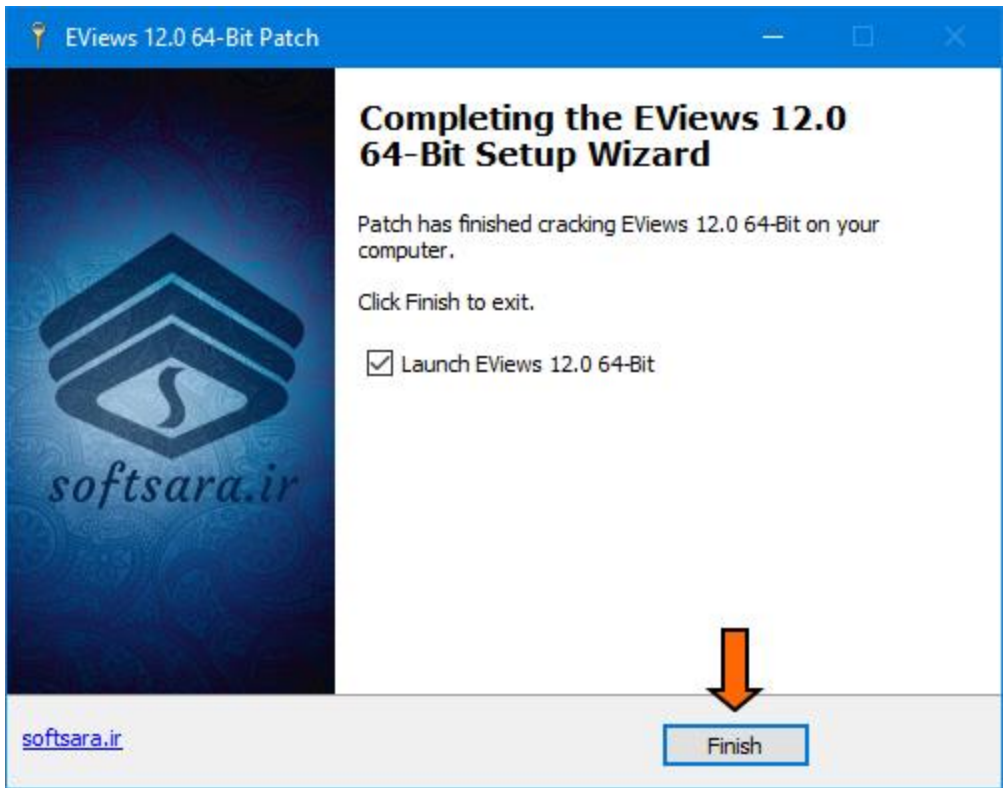 EViews 12.0 64-Bit Patch
Completing the EViews 12.0
64-Bit Setup Wizard
Patch has finished cracking EViews 12.0 64-Bit on your
computer.
Click Finish to exit.
Launch EViews 12.0 64-Bit
S
softsara.ir
softsara.ir
Finish